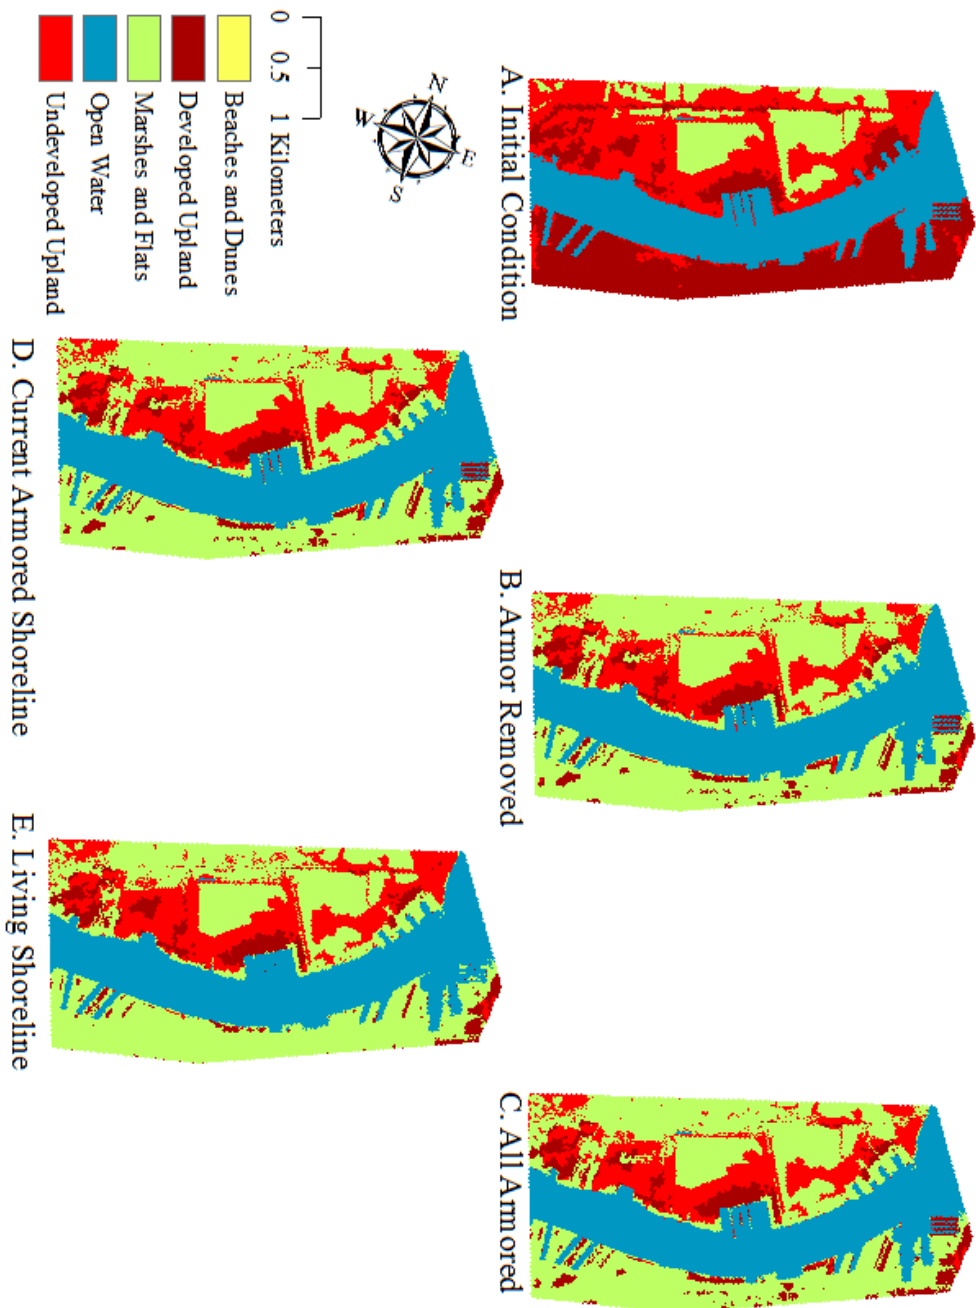 A. Initial Condition
B. Armor Removed
C. All Armored
N
E
S
W
0 0.5 1 Kilometers
Beaches and Dunes
Developed Upland
Marshes and Flats
Open Water
Undeveloped Upland
D. Current Armored Shoreline
E. Living Shoreline